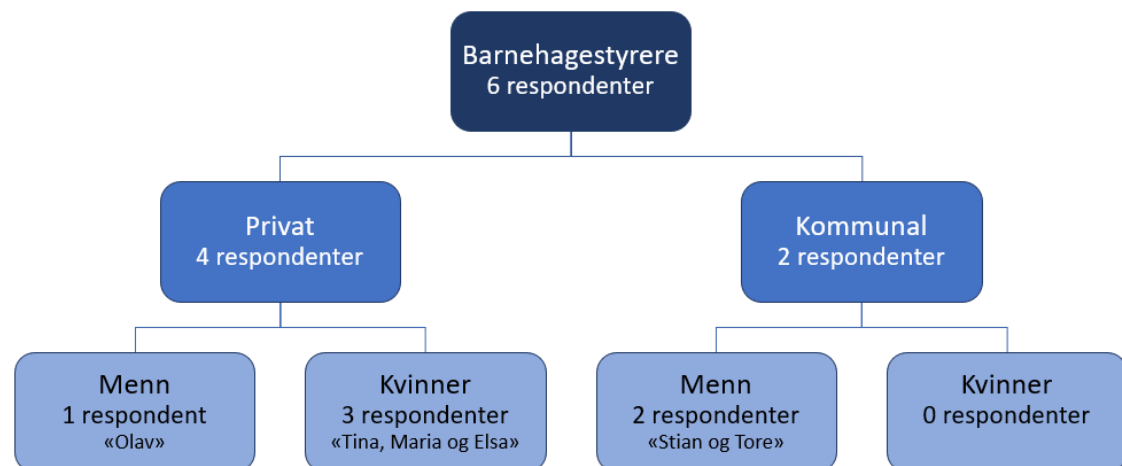 Barnehagestyrere
6 respondenter
Privat
4 respondenter
Kommunal
2 respondenter
Menn
1 respondent
«Olav»
Kvinner
3 respondenter
«Tina, Maria og Elsa»
Menn
2 respondenter
«Stian og Tore»
Kvinner
0 respondenter